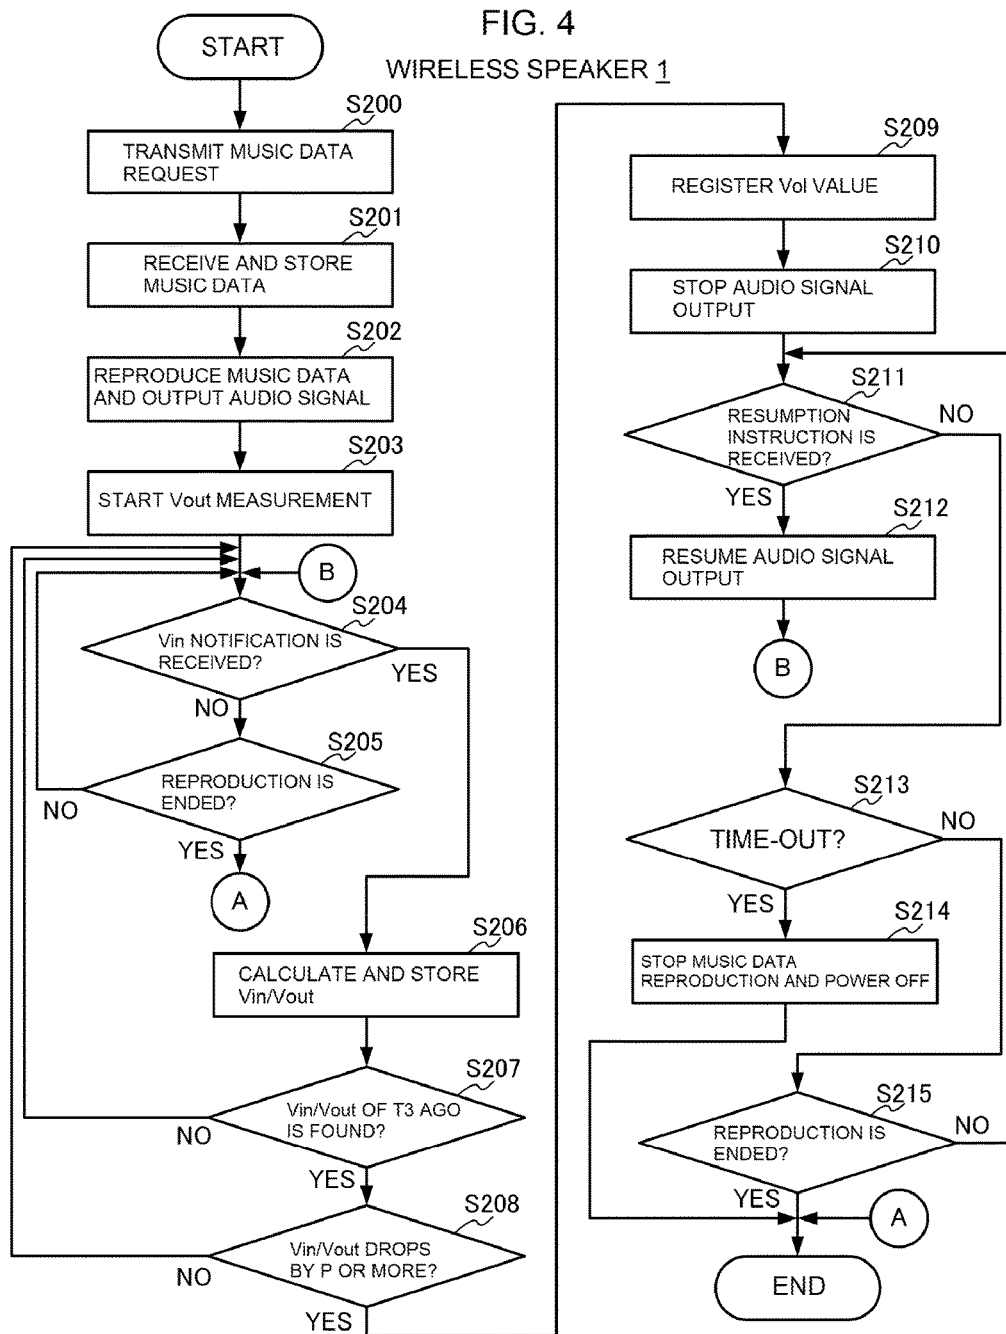 FIG. 4
WIRELESS SPEAKER 1
START
S200
TRANSMIT MUSIC DATA
REQUEST
S201
RECEIVE AND STORE
MUSIC DATA
S202
REPRODUCE MUSIC DATA
AND OUTPUT AUDIO SIGNAL
S203
START Vout MEASUREMENT
B
S204
Vin NOTIFICATION IS
RECEIVED?
YES
NO
S205
REPRODUCTION IS
ENDED?
NO
YES
A
S206
CALCULATE AND STORE
Vin/Vout
S207
Vin/Vout OF T3 AGO
IS FOUND?
NO
YES
S208
Vin/Vout DROPS
BY P OR MORE?
NO
YES
S209
REGISTER Vol VALUE
S210
STOP AUDIO SIGNAL
OUTPUT
S211
RESUMPTION
INSTRUCTION IS
RECEIVED?
NO
YES
S212
RESUME AUDIO SIGNAL
OUTPUT
B
S213
TIME-OUT?
NO
YES
S214
STOP MUSIC DATA
REPRODUCTION AND POWER OFF
S215
REPRODUCTION IS
ENDED?
NO
YES
A
END